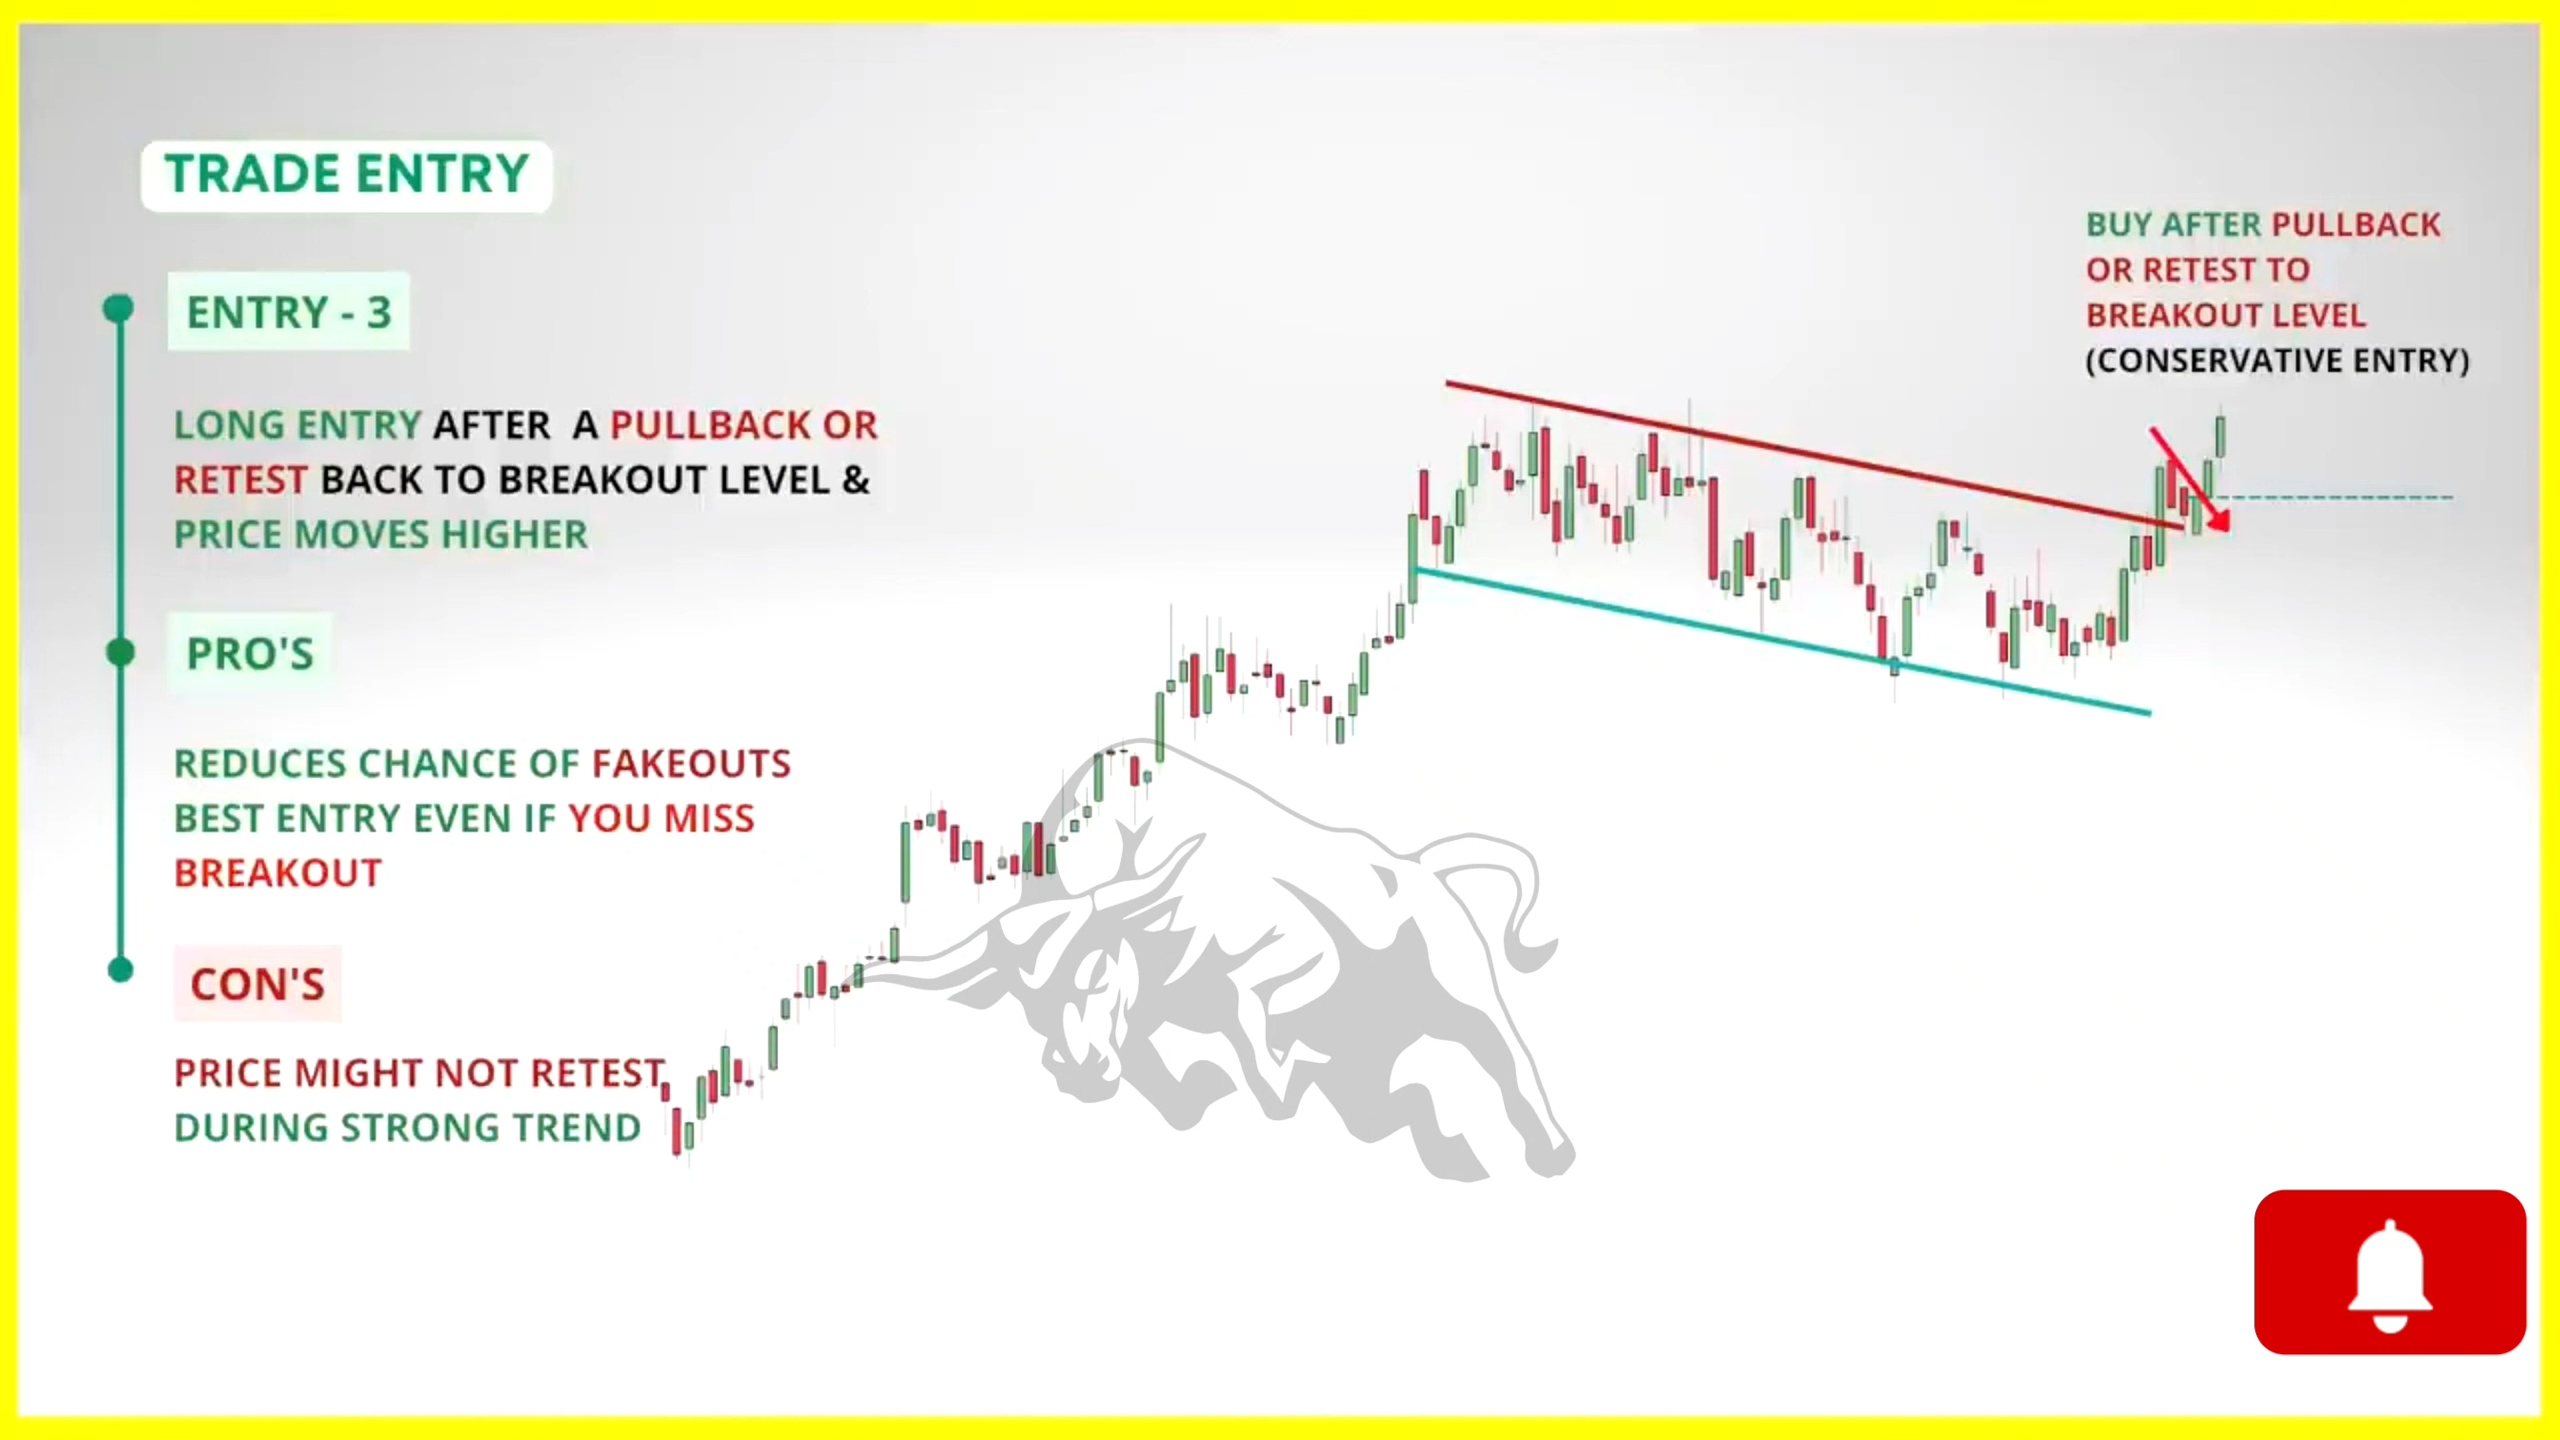 TRADE ENTRY
ENTRY - 3
LONG ENTRY AFTER A PULLBACK OR
RETEST BACK TO BREAKOUT LEVEL &
PRICE MOVES HIGHER
PRO'S
REDUCES CHANCE OF FAKEOUTS
BEST ENTRY EVEN IF YOU MISS
BREAKOUT
CON'S
PRICE MIGHT NOT RETEST
DURING STRONG TREND
BUY AFTER PULLBACK
OR RETEST TO
BREAKOUT LEVEL
(CONSERVATIVE ENTRY)